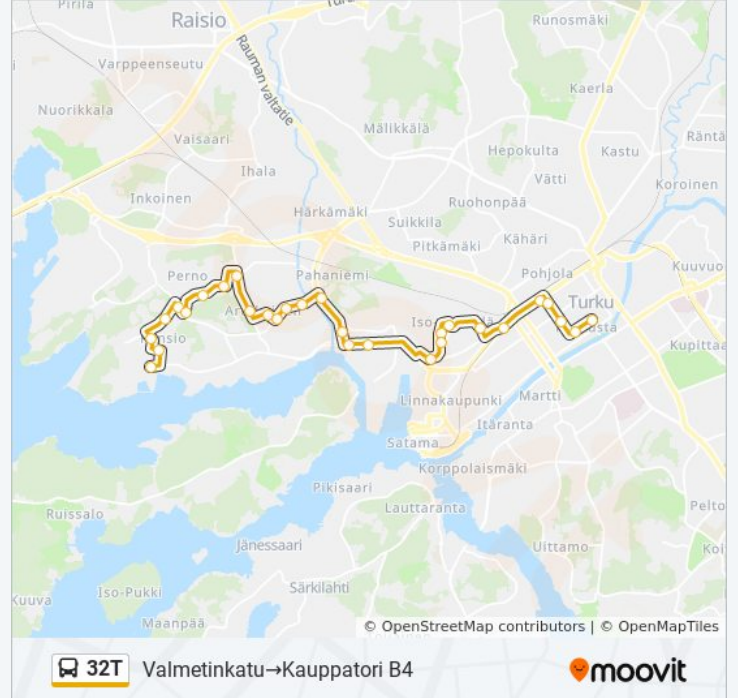 Pirilä
Raisio
Runosmäki
Rauman valtatie
Varppeenseutu
Kaerla
Nuorikkala
Mälikkälä
Vaisaari
Hepokulta
Kastu
Räntä
Ihala
Vätti
Koroinen
Inkoinen
Ruohonpää
Härkämäki
Suikkila
Kähäri
Pitkämäki
Perno
Pahaniemi
Pohjola
Kuuvuo
Turku
Iso
Kupittaa
Linnakaupunki
Martti
Itäranta
Satama
Korppolaismäki
Pikisaari
Lauttaranta
Pelto
Ruissalo
Jänessaari
Uittamo
Koi
Särkilahti
Iso-Pukki
Kuuva
Maanpää
© OpenStreetMap contributors | © OpenMapTiles
32T Valmetinkatu→Kauppatori B4 moovit